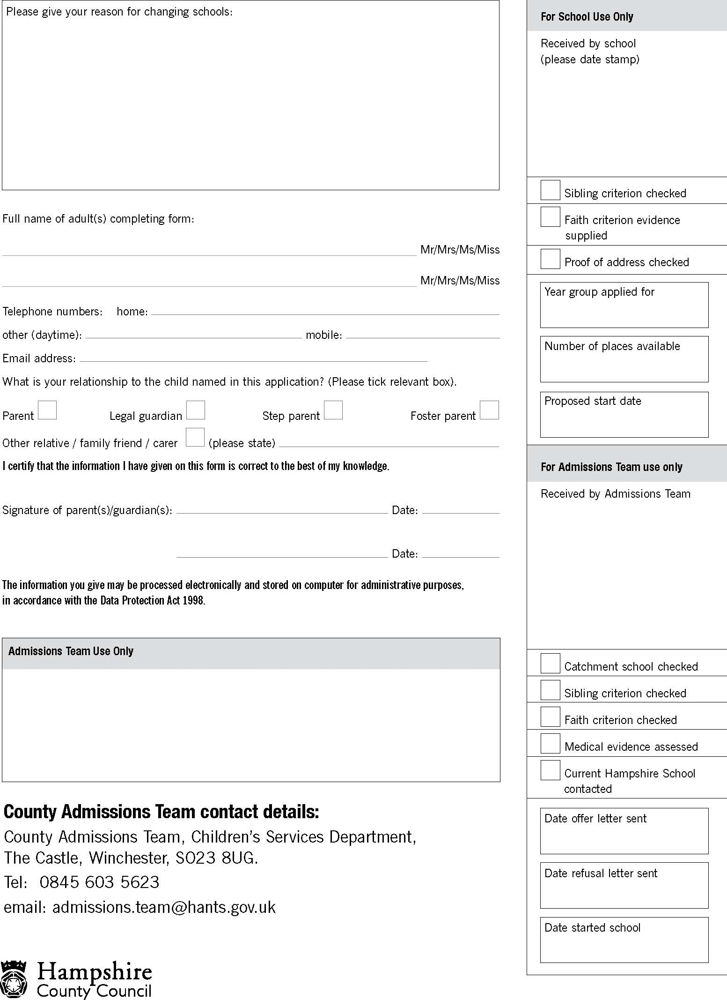 Please give your reason for changing schools:
Full name of adult(s) completing form:
Mr/Mrs/Ms/Miss
Mr/Mrs/Ms/Miss
Telephone numbers: home:
other (daytime): mobile:
Email address:
What is your relationship to the child named in this application? (Please tick relevant box).
Parent Legal guardian Step parent Foster parent
Other relative / family friend / carer (please state)
I certify that the information I have given on this form is correct to the best of my knowledge.
Signature of parent(s)/guardian(s): Date:
Date:
The information you give may be processed electronically and stored on computer for administrative purposes,
in accordance with the Data Protection Act 1998.
Admissions Team Use Only
County Admissions Team contact details:
County Admissions Team, Children’s Services Department,
The Castle, Winchester, SO23 8UG.
Tel: 0845 603 5623
email: admissions.team@hants.gov.uk
Hampshire
County Council
For School Use Only
Received by school
(please date stamp)
Sibling criterion checked
Faith criterion evidence
supplied
Proof of address checked
Year group applied for
Number of places available
Proposed start date
For Admissions Team use only
Received by Admissions Team
Catchment school checked
Sibling criterion checked
Faith criterion checked
Medical evidence assessed
Current Hampshire School
contacted
Date offer letter sent
Date refusal letter sent
Date started school